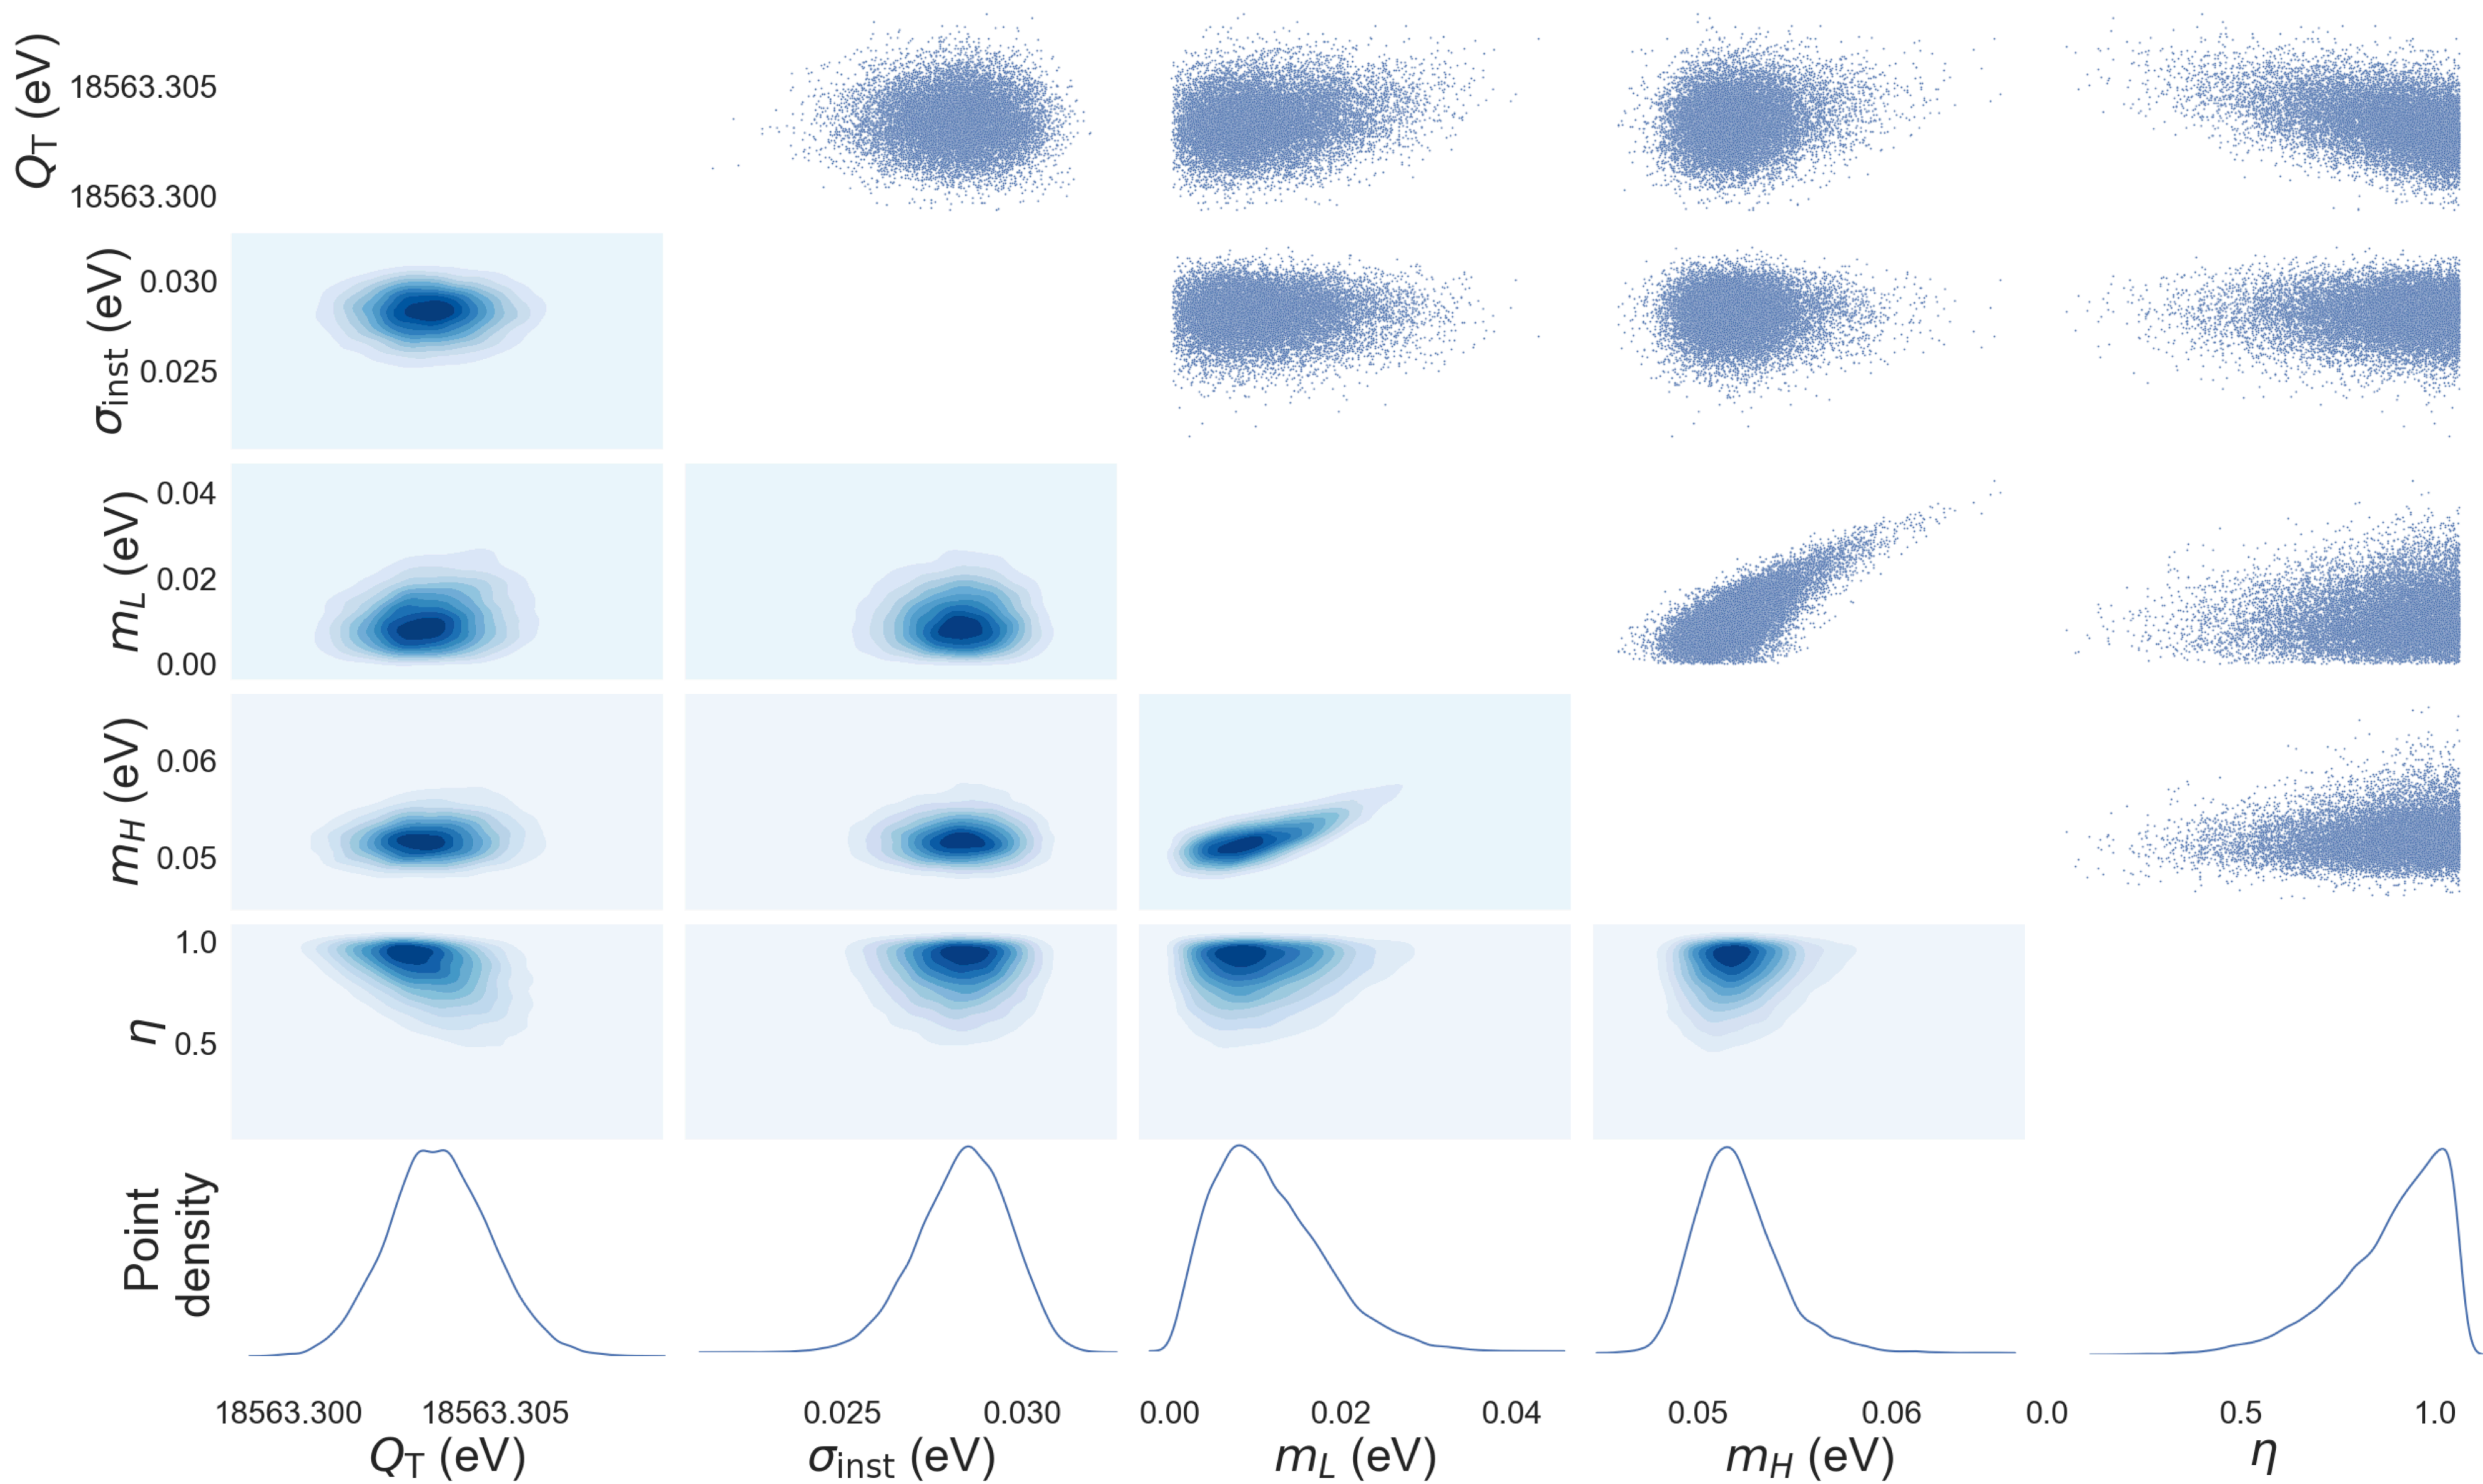 Q_T (eV)
18563.305
18563.300
σ_inst (eV)
0.030
0.025
m_L (eV)
0.04
0.02
0.00
m_H (eV)
0.06
0.05
η
1.0
0.5
Point
density
18563.300 18563.305 0.025 0.030 0.00 0.02 0.04 0.05 0.06 0.0 0.5 1.0
Q_T (eV) σ_inst (eV) m_L (eV) m_H (eV) η